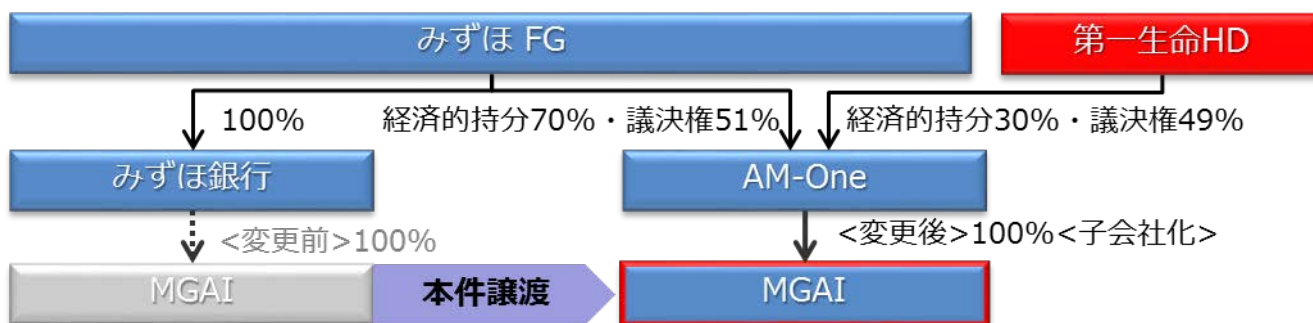 みずほ FG
第一生命HD
100%
経済的持分70%・議決権51%
経済的持分30%・議決権49%
みずほ銀行
AM-One
<変更前>100%
<変更後>100%<子会社化>
MGAI
本件譲渡
MGAI